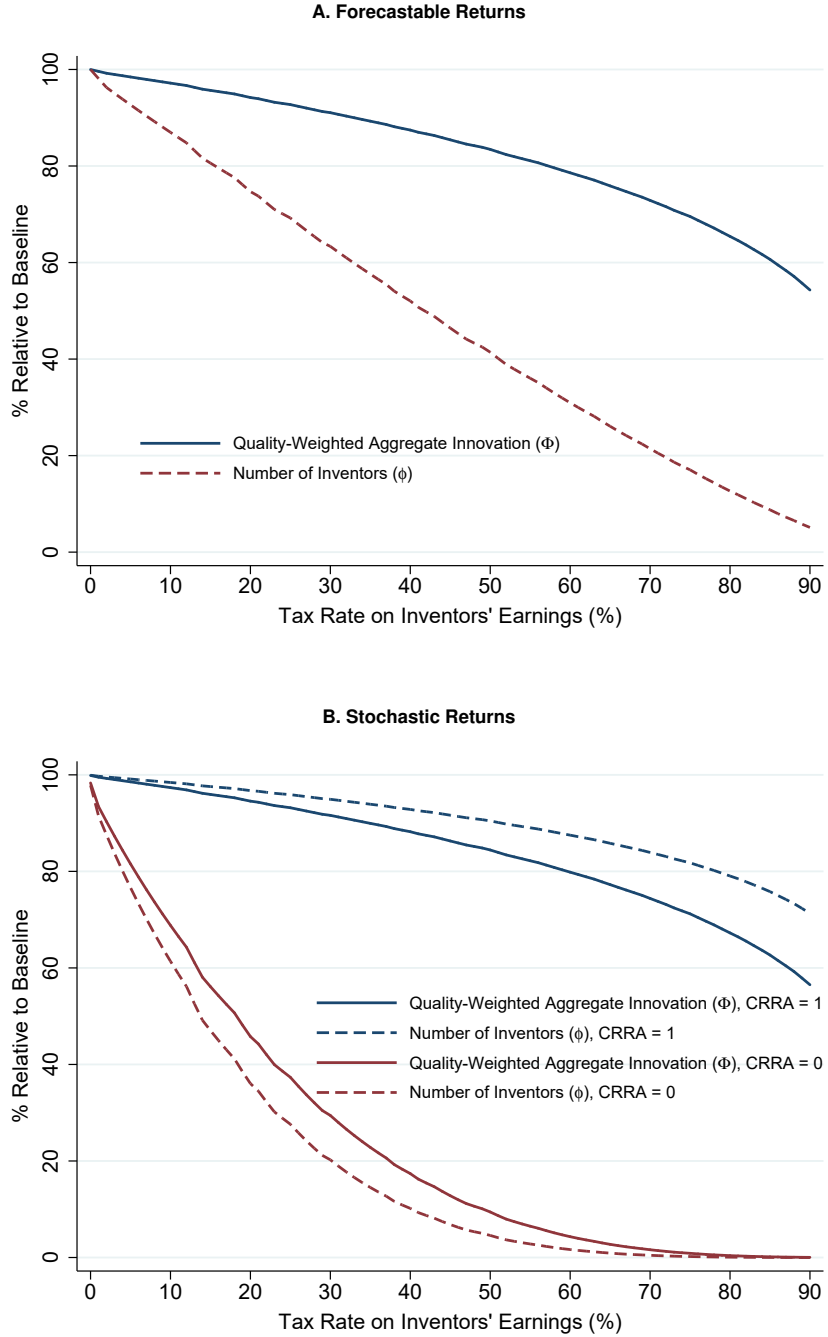 A. Forecastable Returns
% Relative to Baseline
100
80
60
40
20
0
Quality-Weighted Aggregate Innovation (Φ)
Number of Inventors (ϕ)
0 10 20 30 40 50 60 70 80 90
Tax Rate on Inventors' Earnings (%)
B. Stochastic Returns
% Relative to Baseline
100
80
60
40
20
0
Quality-Weighted Aggregate Innovation (Φ), CRRA = 1
Number of Inventors (ϕ), CRRA = 1
Quality-Weighted Aggregate Innovation (Φ), CRRA = 0
Number of Inventors (ϕ), CRRA = 0
0 10 20 30 40 50 60 70 80 90
Tax Rate on Inventors' Earnings (%)